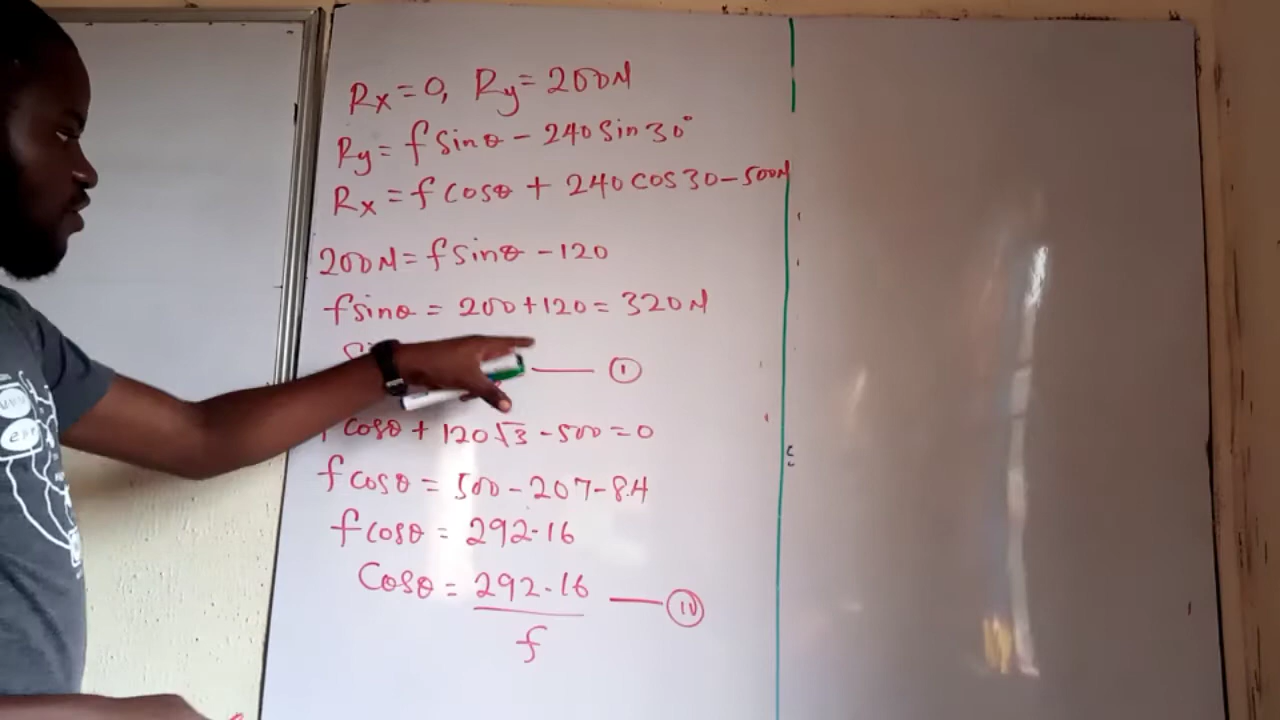 Rx = 0, Ry = 200N
Ry = f sinθ - 240 sin 30°
Rx = f cosθ + 240 cos 30 - 500N
200N = f sinθ - 120
f sinθ = 200 + 120 = 320N
①
cosθ + 120√3 - 500 = 0
f cosθ = 500 - 207-84
f cosθ = 292.16
Cosθ = 292.16 / f —— ⑪